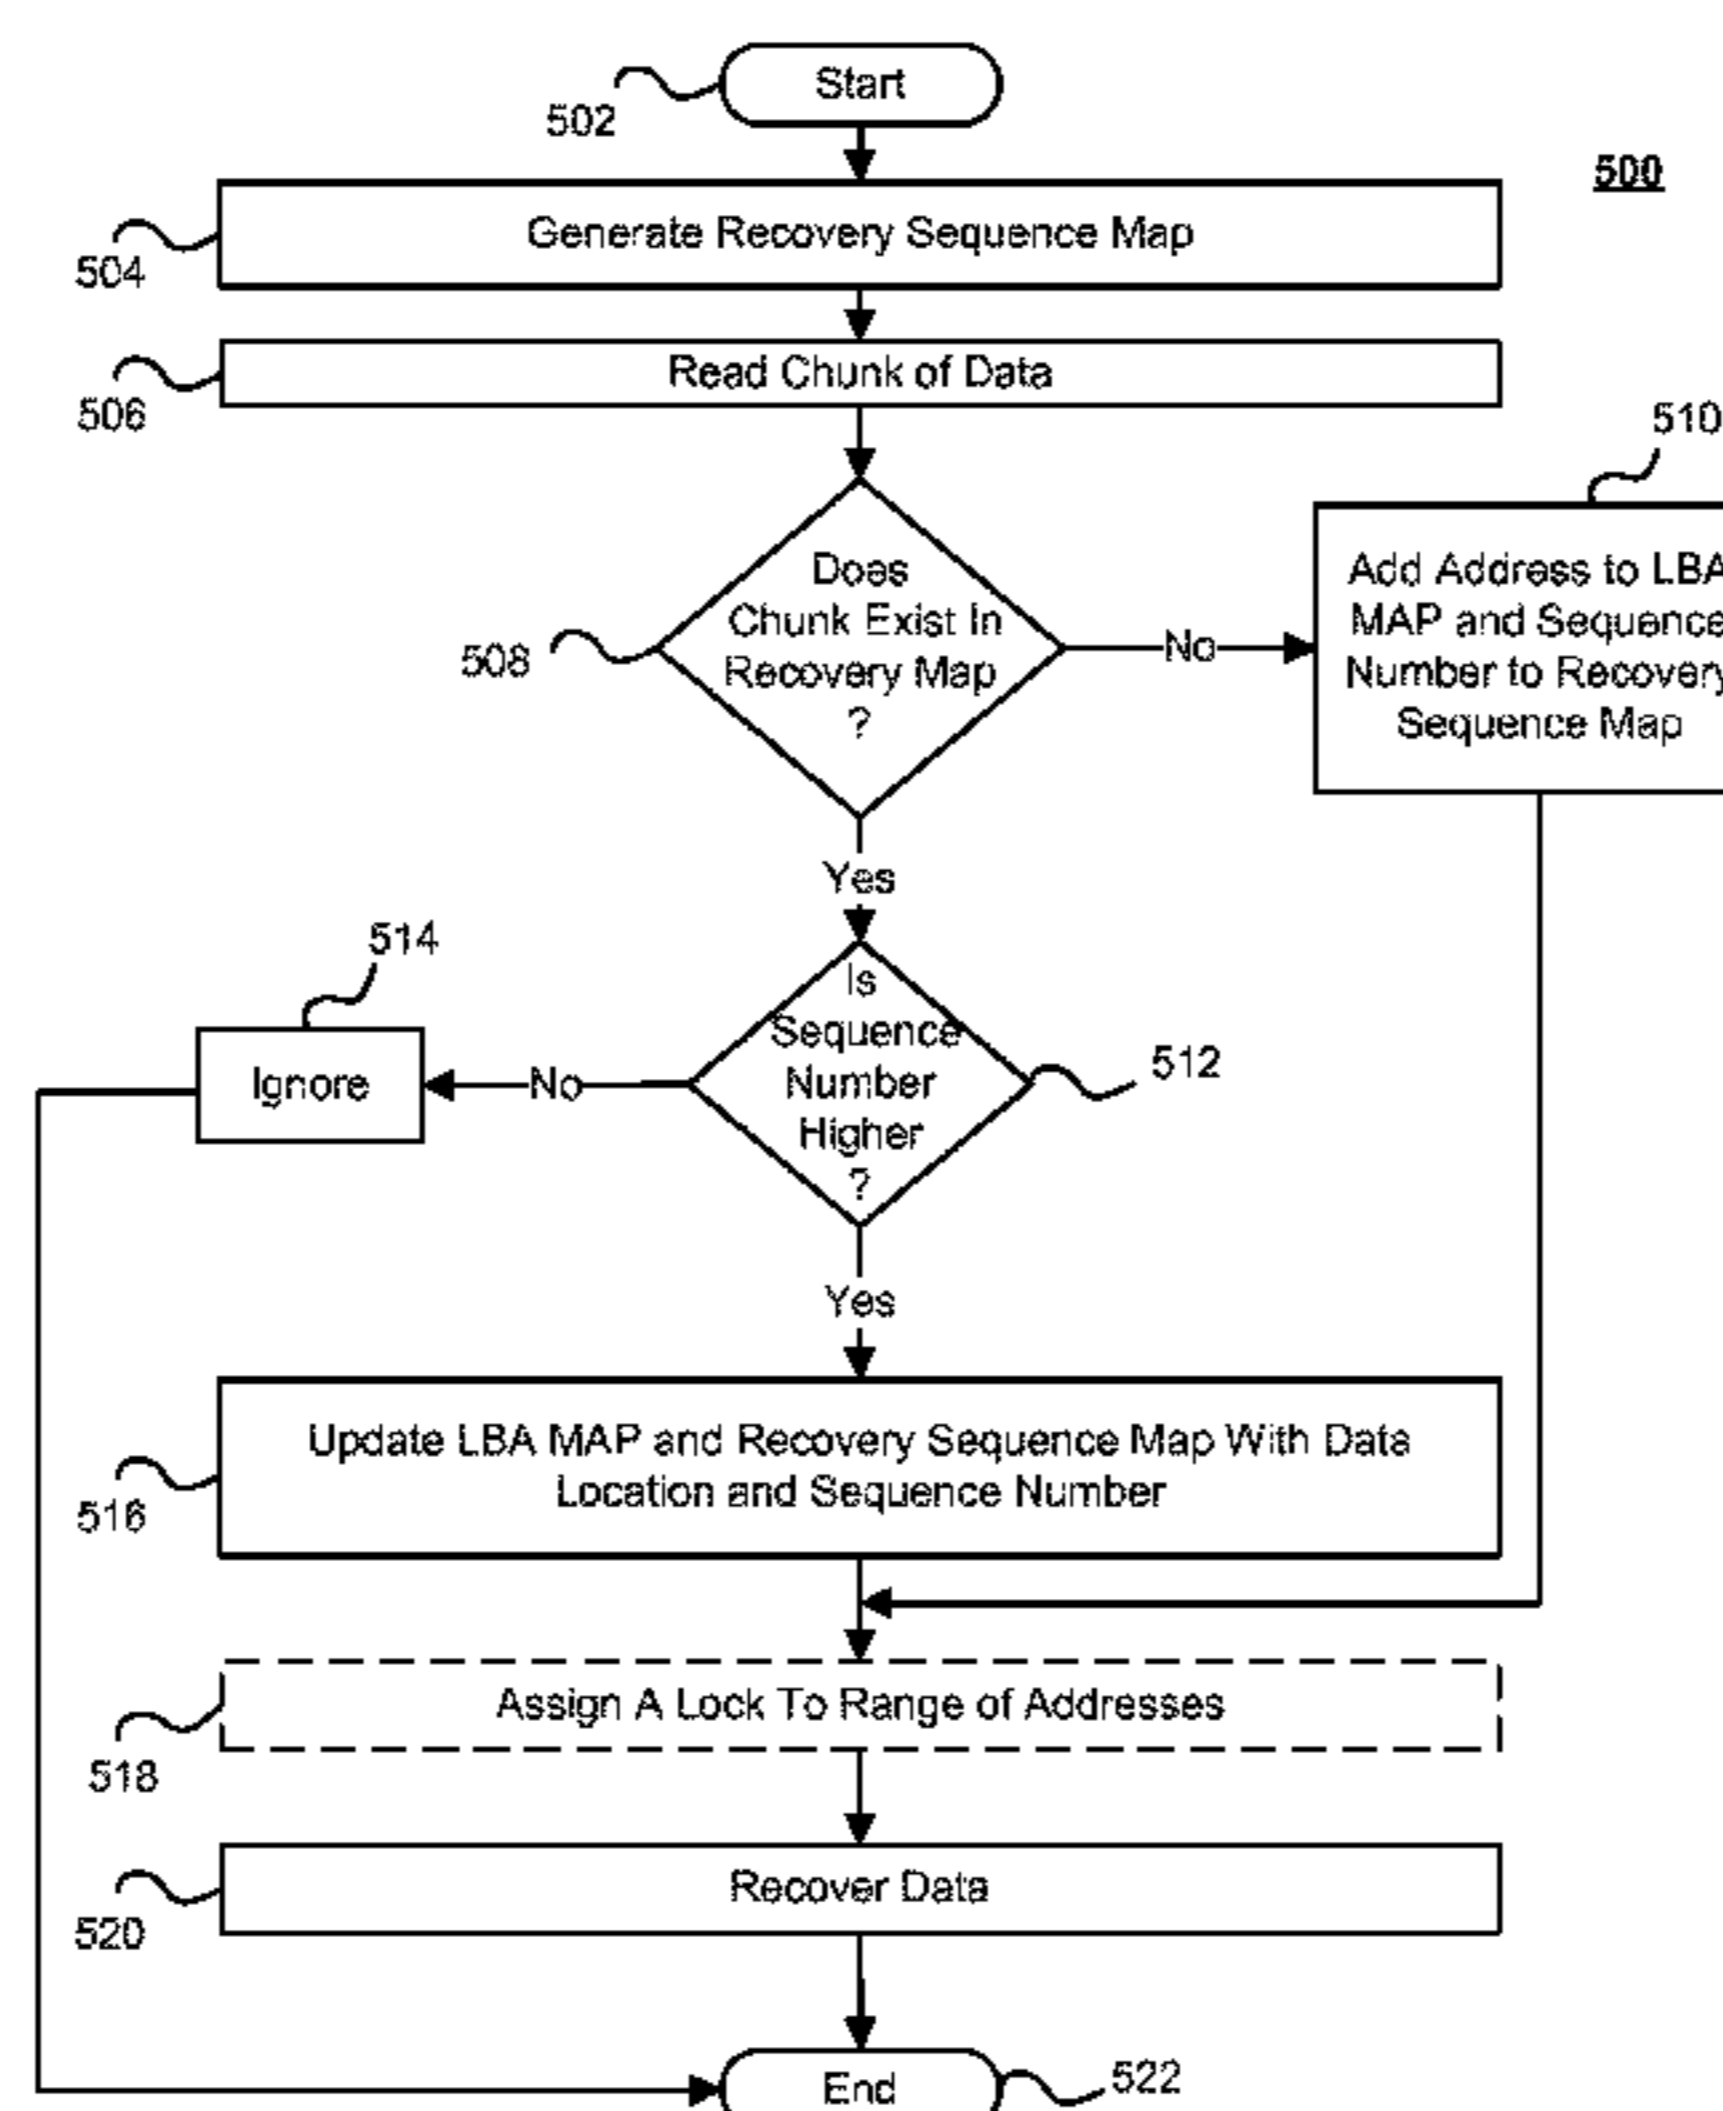 Start
502
500
Generate Recovery Sequence Map
504
Read Chunk of Data
506
510
Does
Chunk Exist In
Recovery Map
?
508
No
Add Address to LBA
MAP and Sequence
Number to Recovery
Sequence Map
Yes
514
Ignore
No
Is
Sequence
Number
Higher
?
512
Yes
Update LBA MAP and Recovery Sequence Map With Data
Location and Sequence Number
516
Assign A Lock To Range of Addresses
518
Recover Data
520
End
522